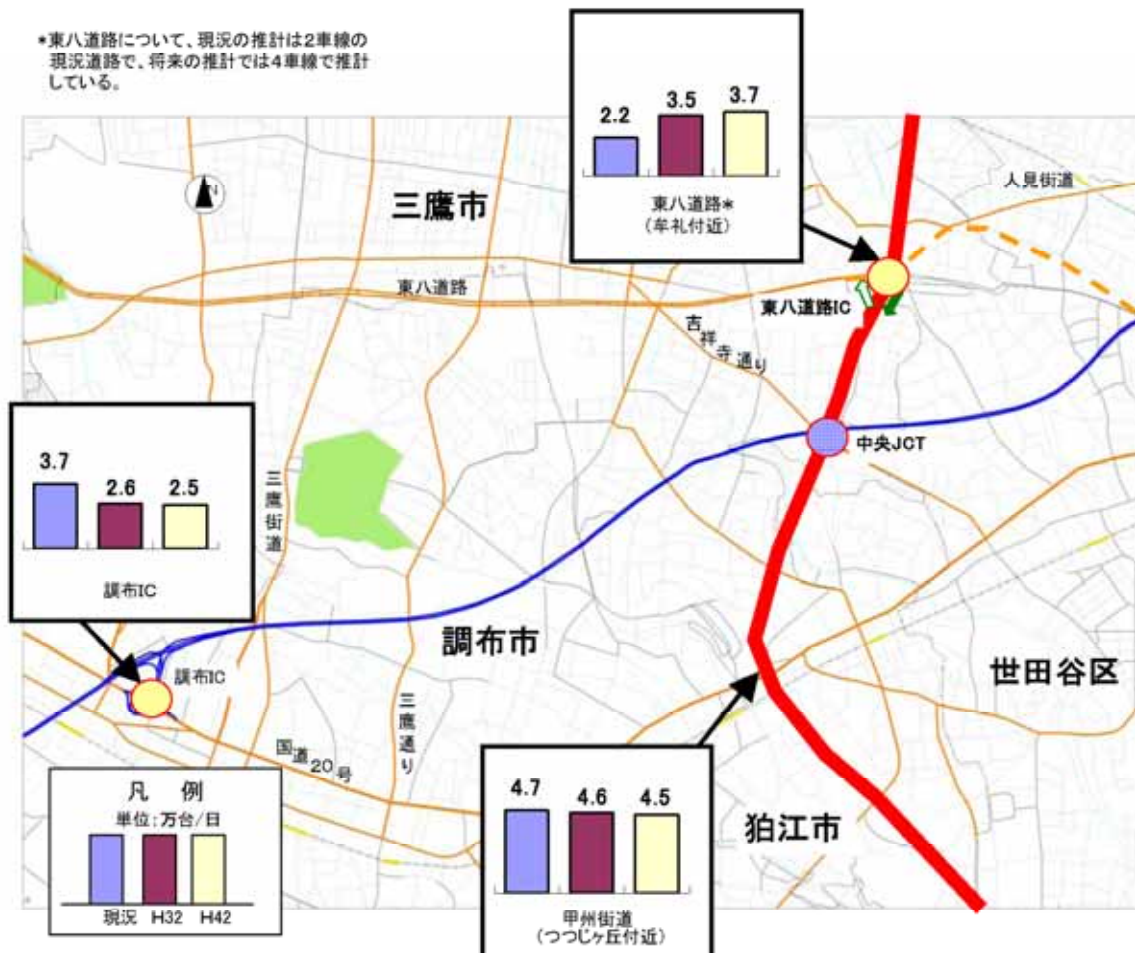 *東八道路について、現況の推計は2車線の
現況道路で、将来の推計では4車線で推計
している。
2.2 3.5 3.7
東八道路*
(牟礼付近)
人見街道
N
三鷹市
東八道路
東八道路IC
吉祥寺通り
中央JCT
3.7 2.6 2.5
調布IC
三鷹街道
調布市
世田谷区
調布IC
三鷹通り
国道20号
4.7 4.6 4.5
甲州街道
(つつじヶ丘付近)
狛江市
凡 例
単位:万台/日
現況 H32 H42